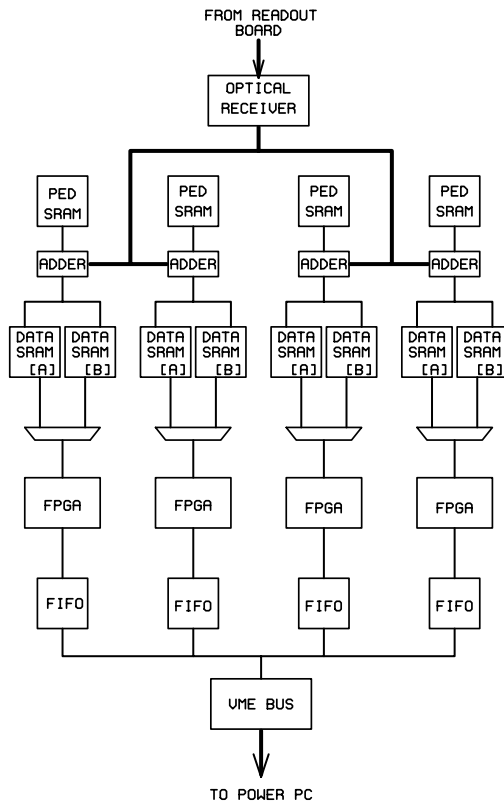 FROM READOUT
BOARD
OPTICAL
RECEIVER
PED
SRAM
PED
SRAM
PED
SRAM
PED
SRAM
ADDER
ADDER
ADDER
ADDER
DATA
SRAM
[A]
DATA
SRAM
[B]
DATA
SRAM
[A]
DATA
SRAM
[B]
DATA
SRAM
[A]
DATA
SRAM
[B]
DATA
SRAM
[A]
DATA
SRAM
[B]
FPGA
FPGA
FPGA
FPGA
FIFO
FIFO
FIFO
FIFO
VME BUS
TO POWER PC